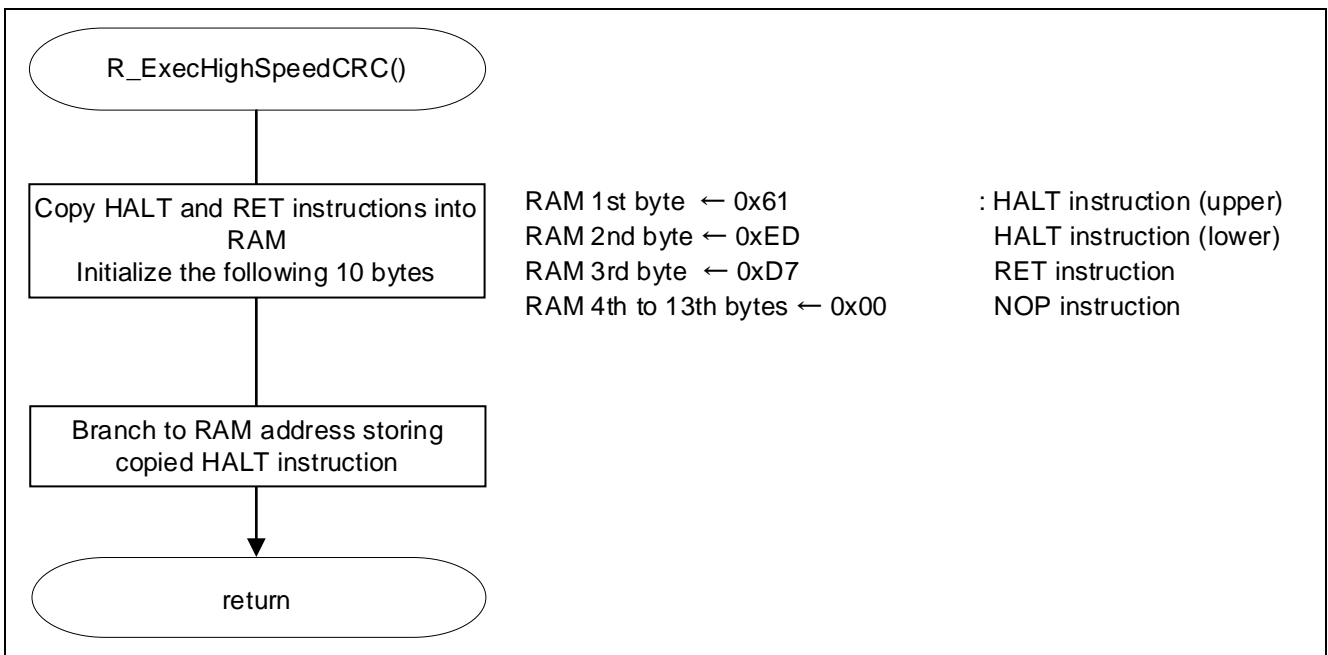 R_ExecHighSpeedCRC()
Copy HALT and RET instructions into
RAM
Initialize the following 10 bytes
RAM 1st byte ← 0x61 : HALT instruction (upper)
RAM 2nd byte ← 0xED HALT instruction (lower)
RAM 3rd byte ← 0xD7 RET instruction
RAM 4th to 13th bytes ← 0x00 NOP instruction
Branch to RAM address storing
copied HALT instruction
return